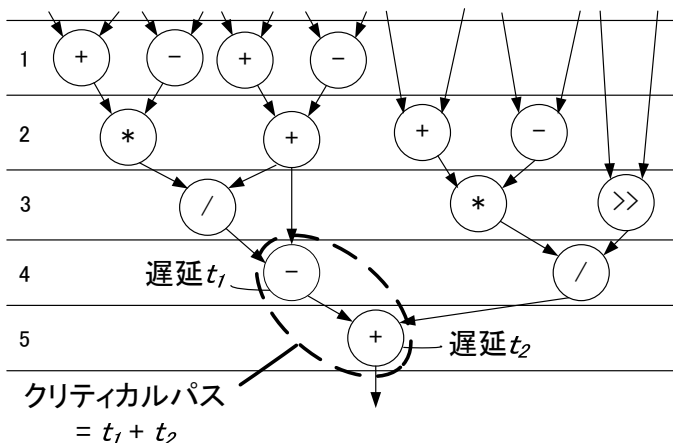 1 + - + -
2 * + + -
3 / * >>
4 遅延t₁ - /
5 + 遅延t₂
クリティカルパス
= t₁ + t₂